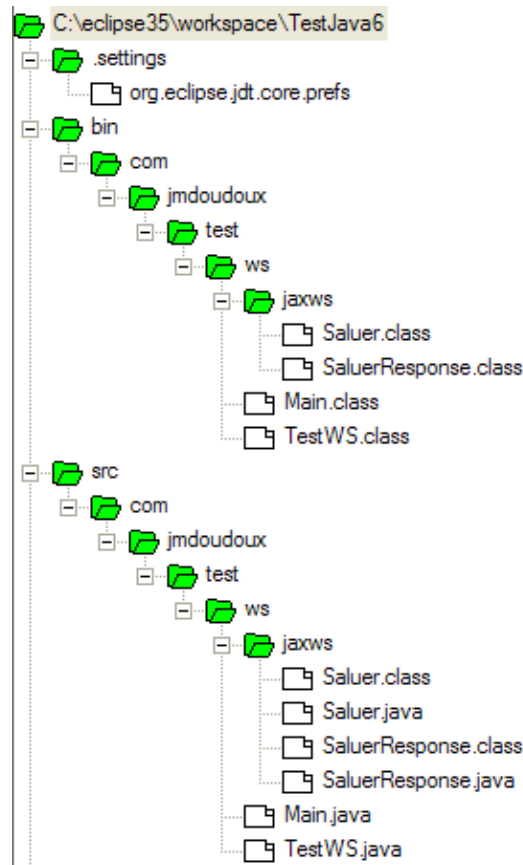 C:\eclipse35\workspace\TestJava6
.settings
org.eclipse.jdt.core.prefs
bin
com
jmdoudoux
test
ws
jaxws
Saluer.class
SaluerResponse.class
Main.class
TestWS.class
src
com
jmdoudoux
test
ws
jaxws
Saluer.class
Saluer.java
SaluerResponse.class
SaluerResponse.java
Main.java
TestWS.java